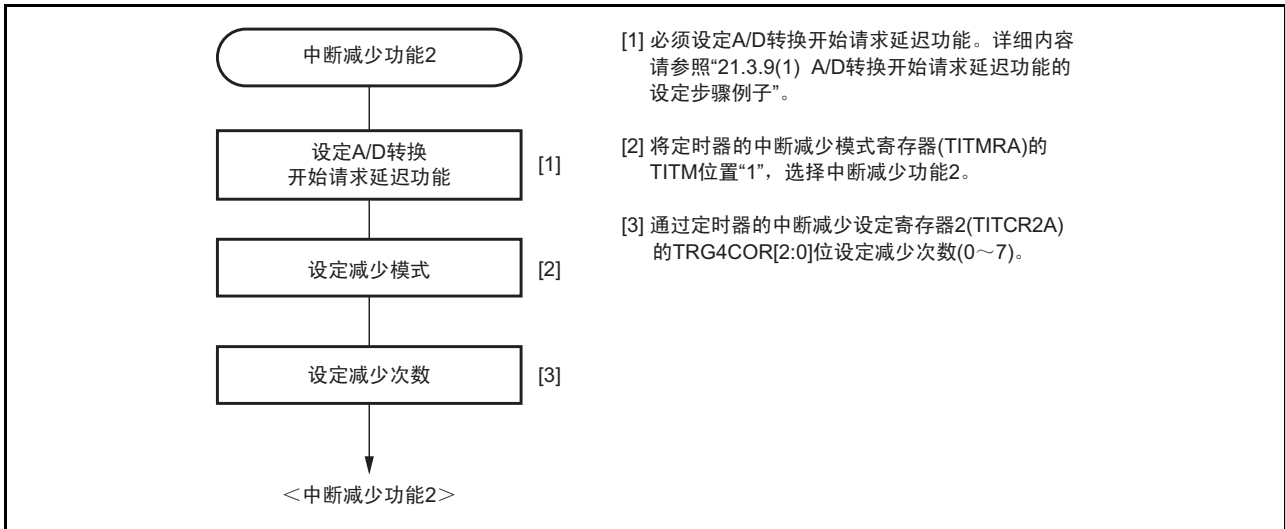 中断减少功能2
设定A/D转换
开始请求延迟功能
[1]
设定减少模式
[2]
设定减少次数
[3]
＜中断减少功能2＞
[1] 必须设定A/D转换开始请求延迟功能。详细内容
请参照“21.3.9(1) A/D转换开始请求延迟功能的
设定步骤例子”。
[2] 将定时器的中断减少模式寄存器(TITMRA)的
TITM位置“1”，选择中断减少功能2。
[3] 通过定时器的中断减少设定寄存器2(TITCR2A)
的TRG4COR[2:0]位设定减少次数(0～7)。